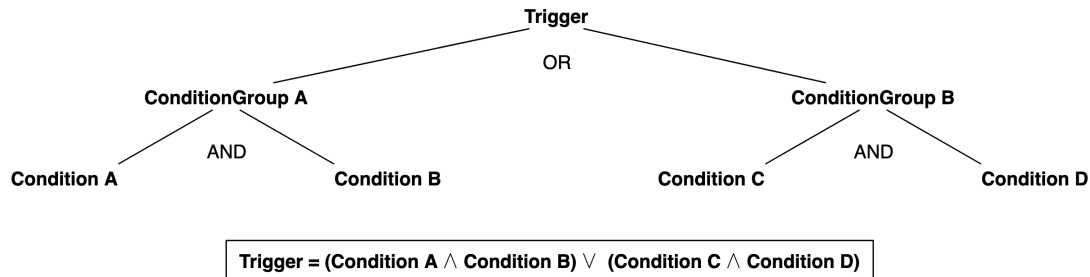 Trigger
OR
ConditionGroup A ConditionGroup B
AND AND
Condition A Condition B Condition C Condition D
Trigger = (Condition A ∧ Condition B) ∨ (Condition C ∧ Condition D)